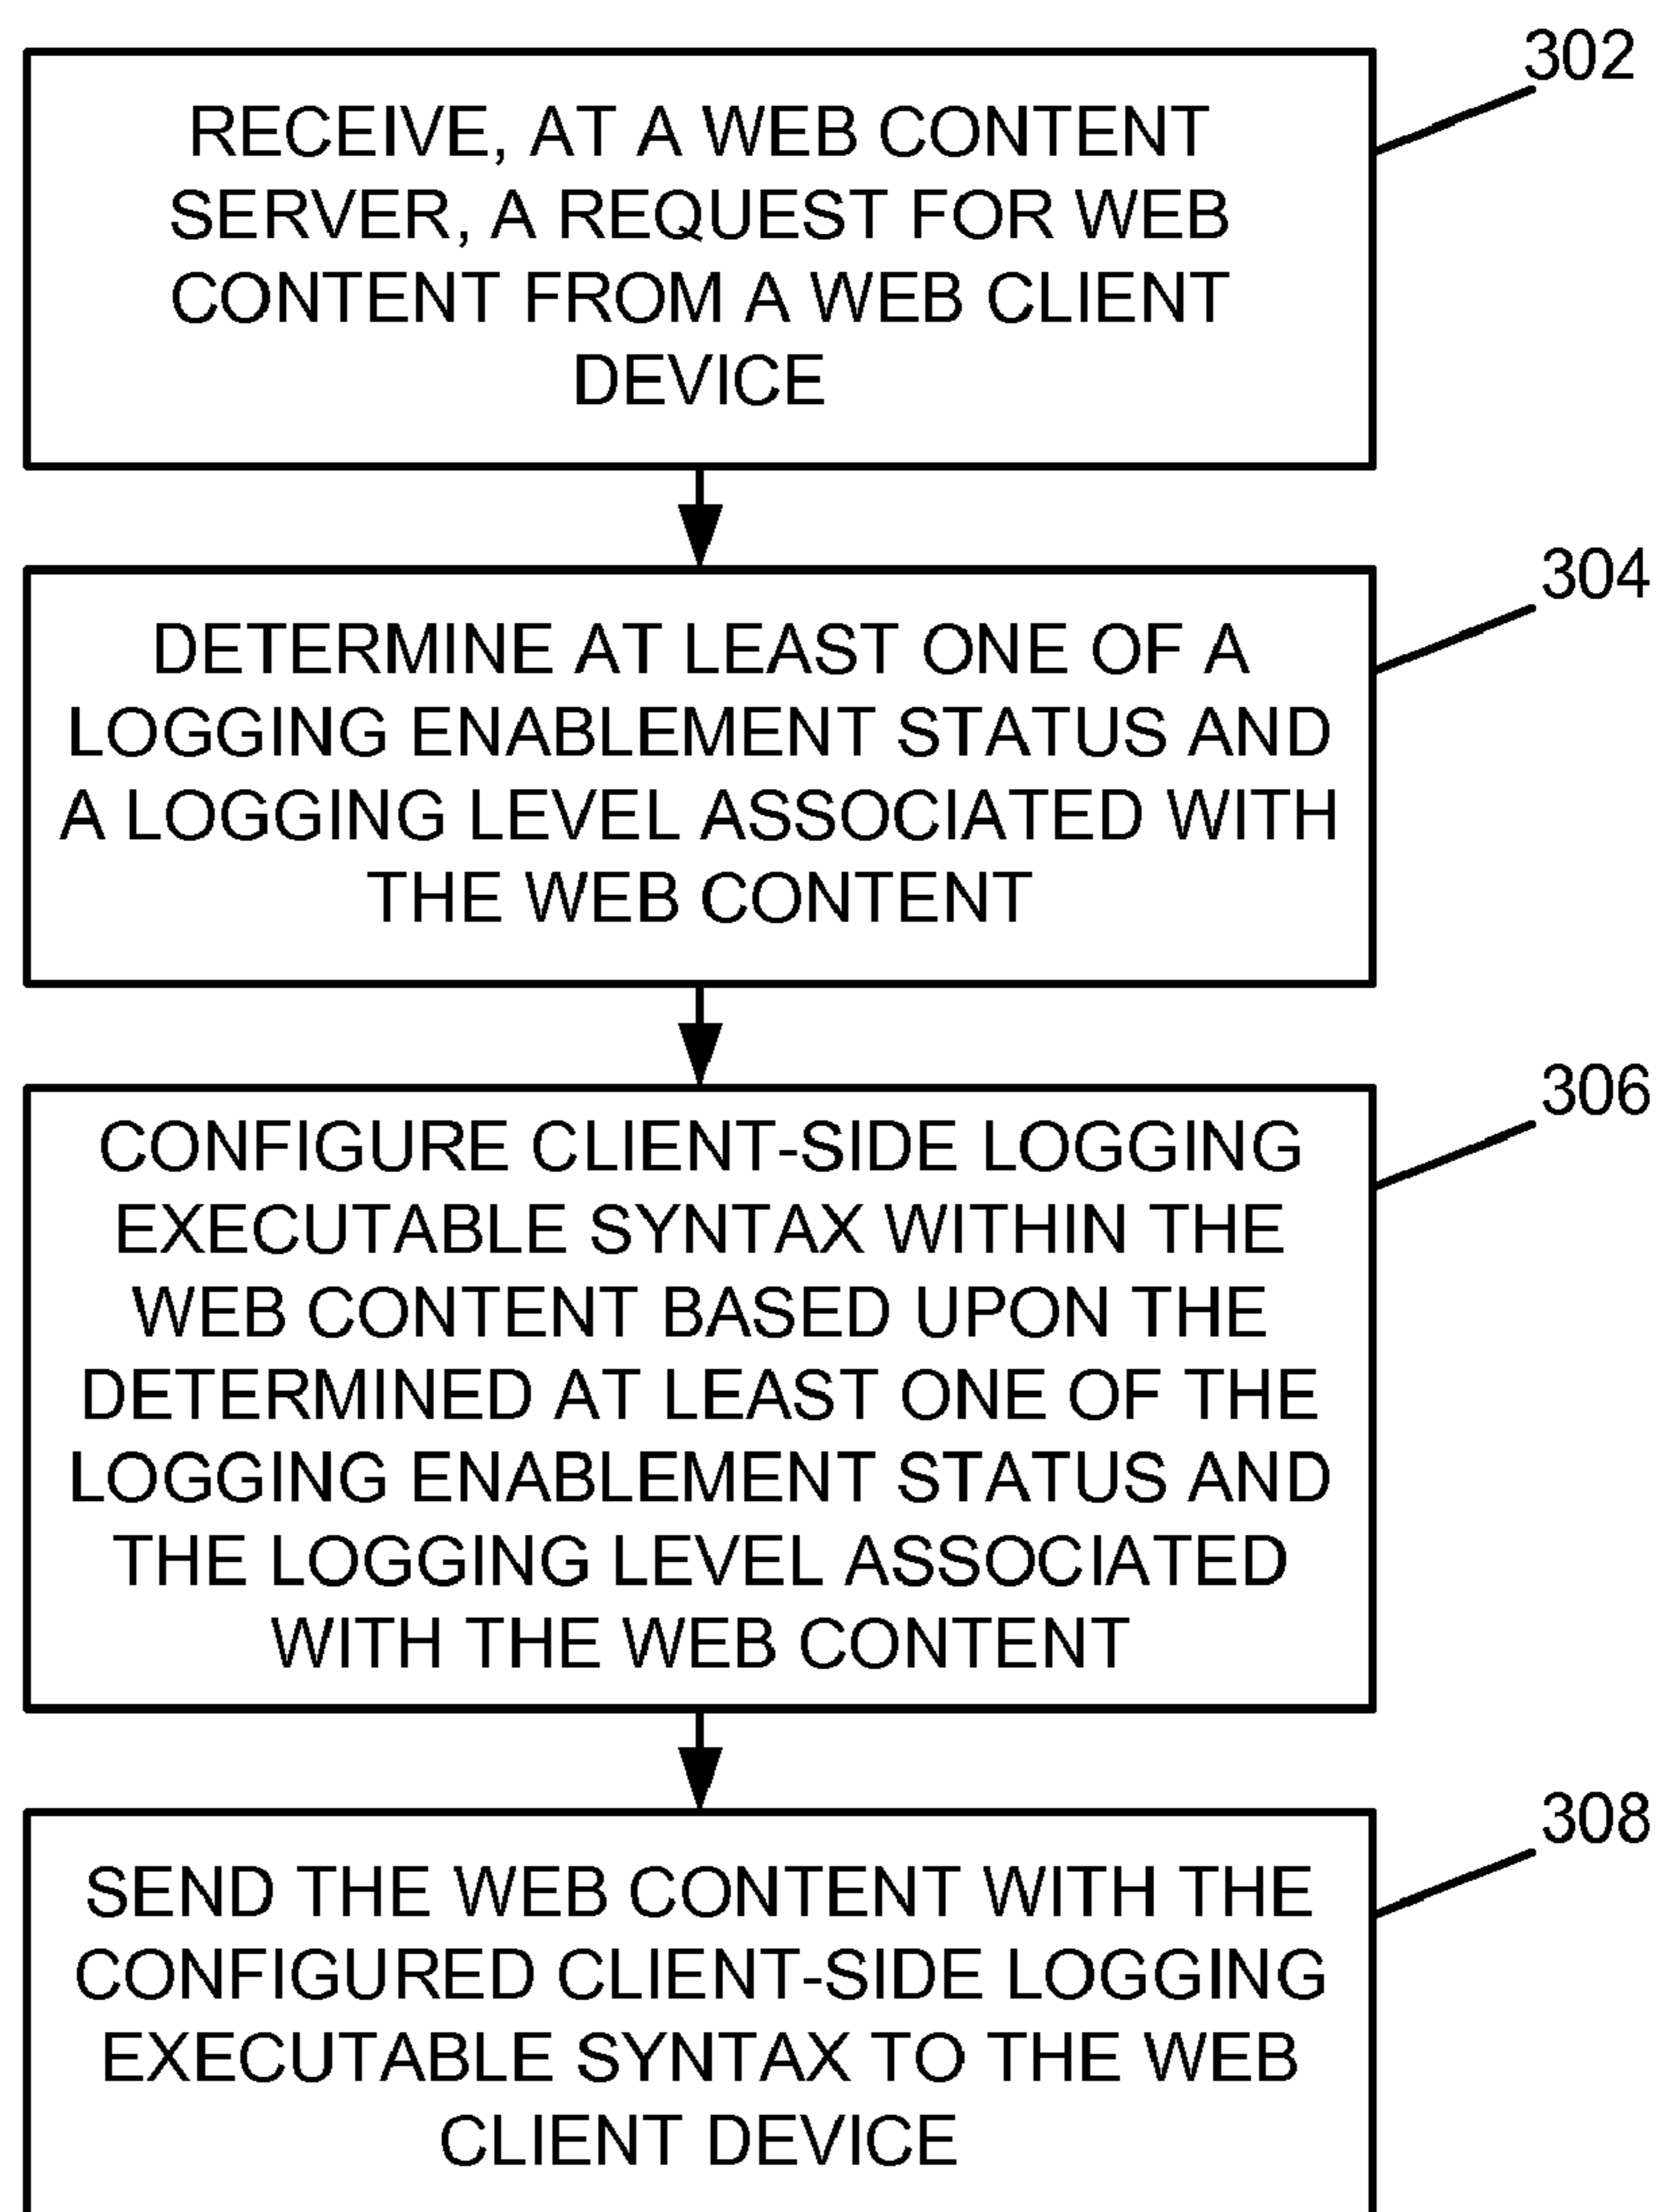 302
RECEIVE, AT A WEB CONTENT
SERVER, A REQUEST FOR WEB
CONTENT FROM A WEB CLIENT
DEVICE
304
DETERMINE AT LEAST ONE OF A
LOGGING ENABLEMENT STATUS AND
A LOGGING LEVEL ASSOCIATED WITH
THE WEB CONTENT
306
CONFIGURE CLIENT-SIDE LOGGING
EXECUTABLE SYNTAX WITHIN THE
WEB CONTENT BASED UPON THE
DETERMINED AT LEAST ONE OF THE
LOGGING ENABLEMENT STATUS AND
THE LOGGING LEVEL ASSOCIATED
WITH THE WEB CONTENT
308
SEND THE WEB CONTENT WITH THE
CONFIGURED CLIENT-SIDE LOGGING
EXECUTABLE SYNTAX TO THE WEB
CLIENT DEVICE